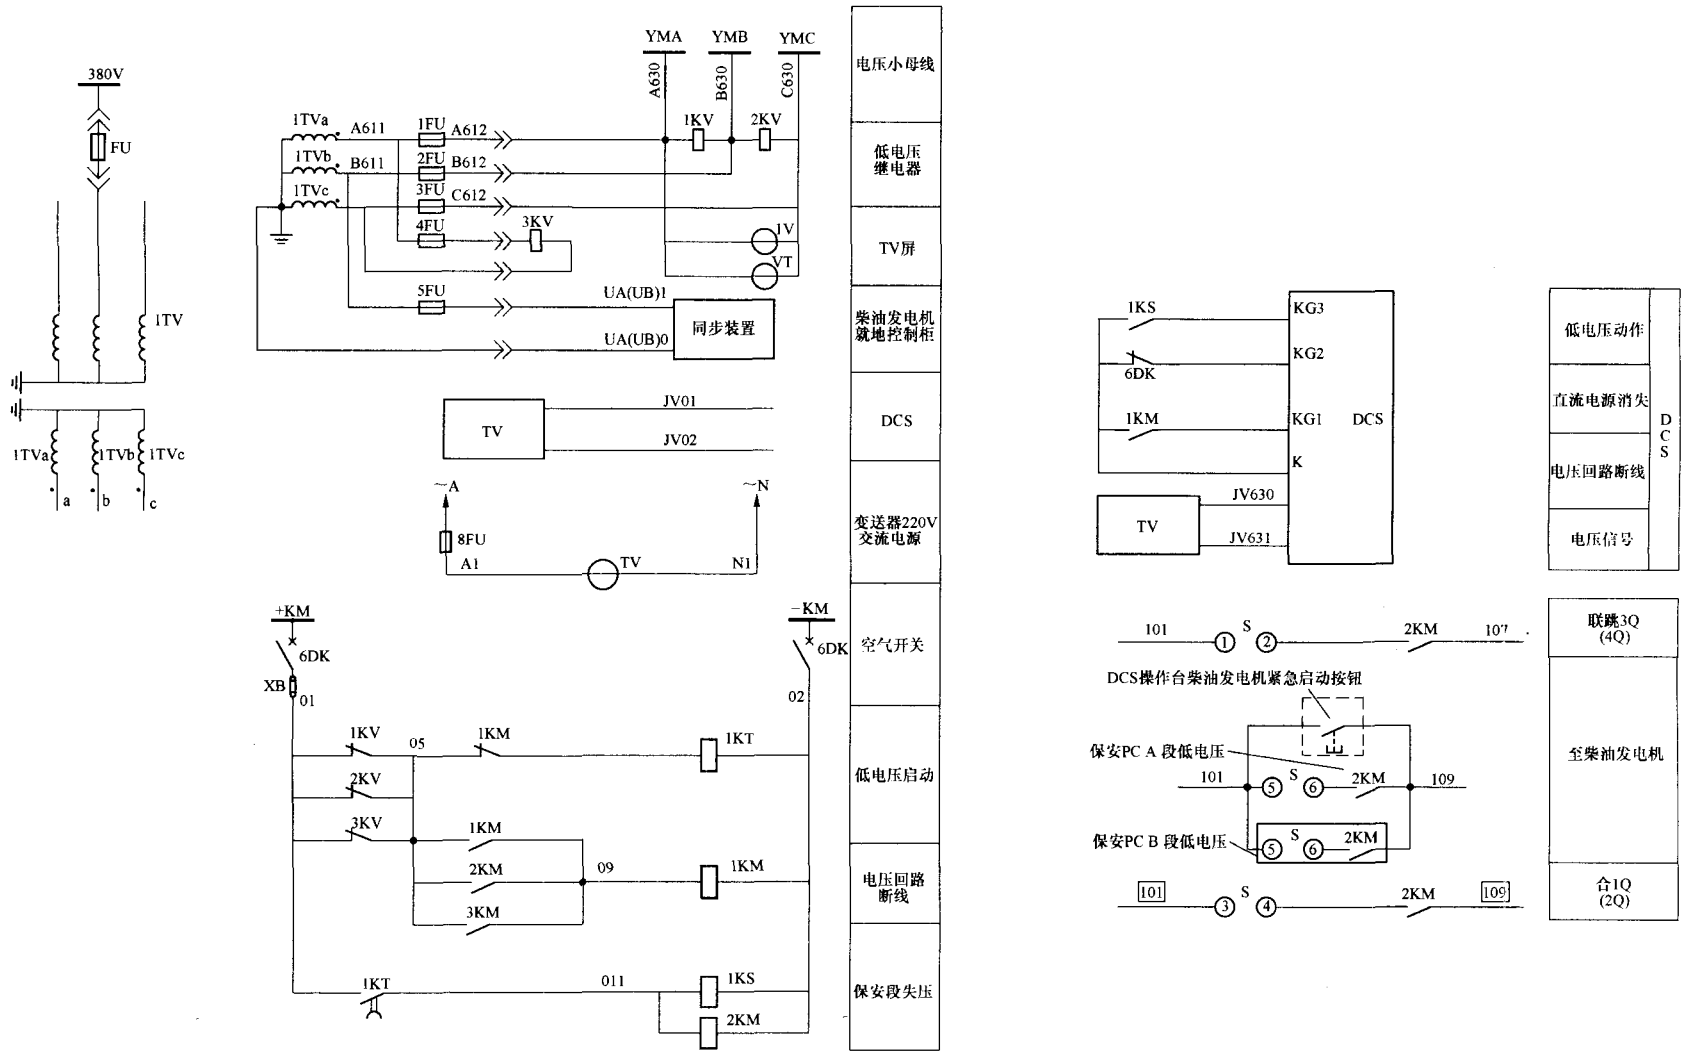 380V
FU
1TV
1TVa
1TVb
1TVc
a
b
c
YMA
YMB
YMC
A630
B630
C630
1KV
2KV
1TVa
A611
1FU
A612
1TVb
B611
2FU
B612
1TVc
3FU
C612
4FU
3KV
1V
VT
5FU
UA(UB)1
UA(UB)0
同步装置
TV
JV01
JV02
~A
~N
8FU
A1
TV
N1
+KM
-KM
6DK
6DK
XB
01
02
1KV
05
1KM
1KT
2KV
3KV
1KM
2KM
09
1KM
3KM
1KT
011
1KS
2KM
电压小母线
低电压
继电器
TV屏
柴油发电机
就地控制柜
DCS
变送器220V
交流电源
空气开关
低电压启动
电压回路
断线
保安段失压
1KS
KG3
6DK
KG2
1KM
KG1
DCS
K
TV
JV630
JV631
低电压动作
直流电源消失
电压回路断线
电压信号
D
C
S
101
1
S
2
2KM
107
联跳3Q
(4Q)
DCS操作台柴油发电机紧急启动按钮
保安PC A 段低电压
101
5
S
6
2KM
109
保安PC B 段低电压
5
S
6
2KM
至柴油发电机
101
3
S
4
2KM
109
合1Q
(2Q)